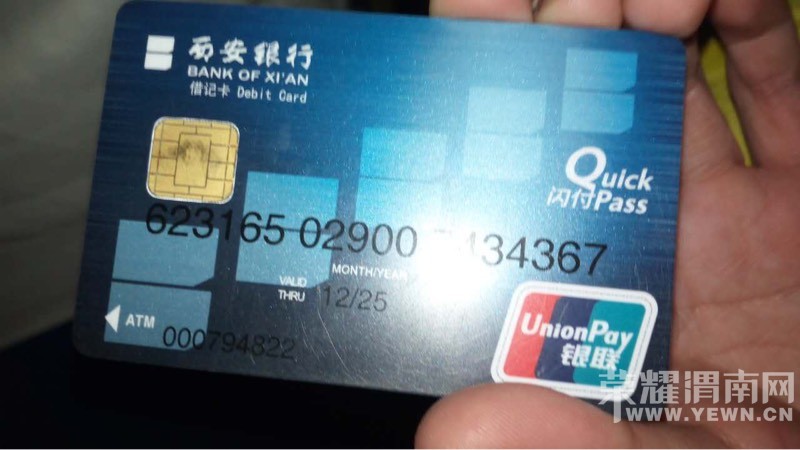 西安银行
BANK OF XI'AN
借记卡 Debit Card
Quick
闪付Pass
623165
MONTH/YEAR
VALID
THRU 12/25
ATM
000794822
UnionPay
银联
荣耀渭南网
WWW.YEWN.CN